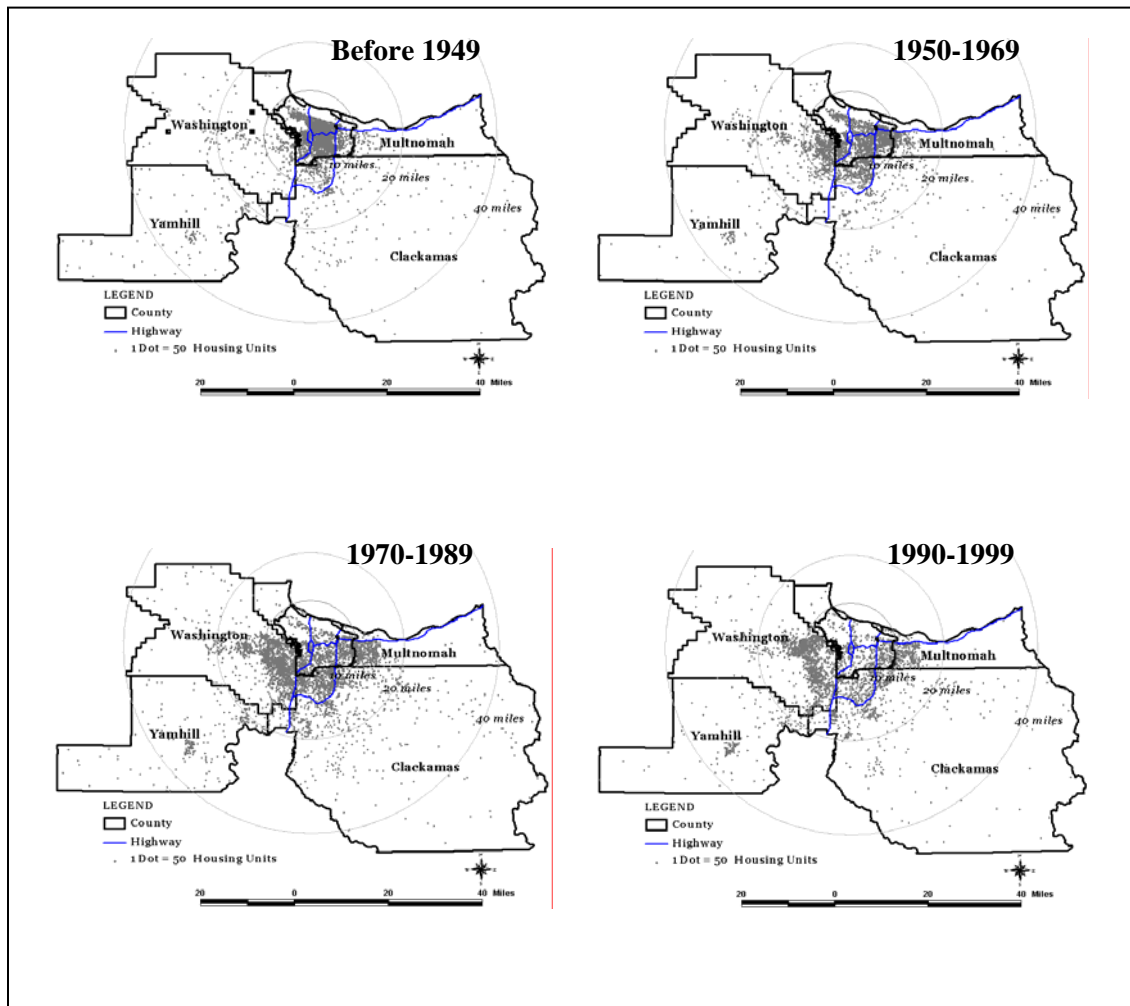 Before 1949
Washington
Multnomah
10 miles
20 miles
40 miles
Yamhill
Clackamas
LEGEND
County
Highway
1 Dot = 50 Housing Units
20 0 20 40 Miles
1950-1969
Washington
Multnomah
10 miles
20 miles
40 miles
Yamhill
Clackamas
LEGEND
County
Highway
1 Dot = 50 Housing Units
20 0 20 40 Miles
1970-1989
Washington
Multnomah
10 miles
20 miles
40 miles
Yamhill
Clackamas
LEGEND
County
Highway
1 Dot = 50 Housing Units
20 0 20 40 Miles
1990-1999
Washington
Multnomah
10 miles
20 miles
40 miles
Yamhill
Clackamas
LEGEND
County
Highway
1 Dot = 50 Housing Units
20 0 20 40 Miles